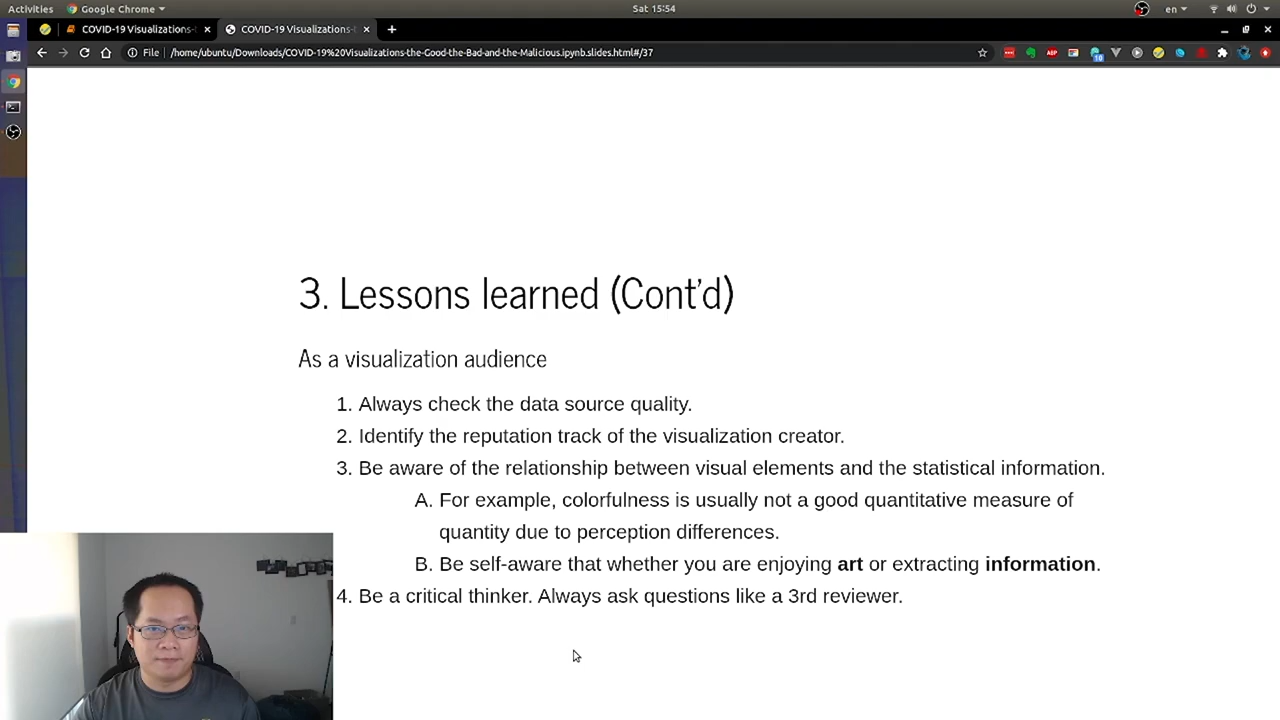 Activities
Google Chrome
Sat 15:54
en
COVID-19 Visualizations-
COVID-19 Visualizations-
File
/home/ubuntu/Downloads/COVID-19%20Visualizations-the-Good-the-Bad-and-the-Malicious.ipynb.slides.html#/37
ABP
10
3. Lessons learned (Cont'd)
As a visualization audience
1. Always check the data source quality.
2. Identify the reputation track of the visualization creator.
3. Be aware of the relationship between visual elements and the statistical information.
A. For example, colorfulness is usually not a good quantitative measure of
quantity due to perception differences.
B. Be self-aware that whether you are enjoying art or extracting information.
4. Be a critical thinker. Always ask questions like a 3rd reviewer.